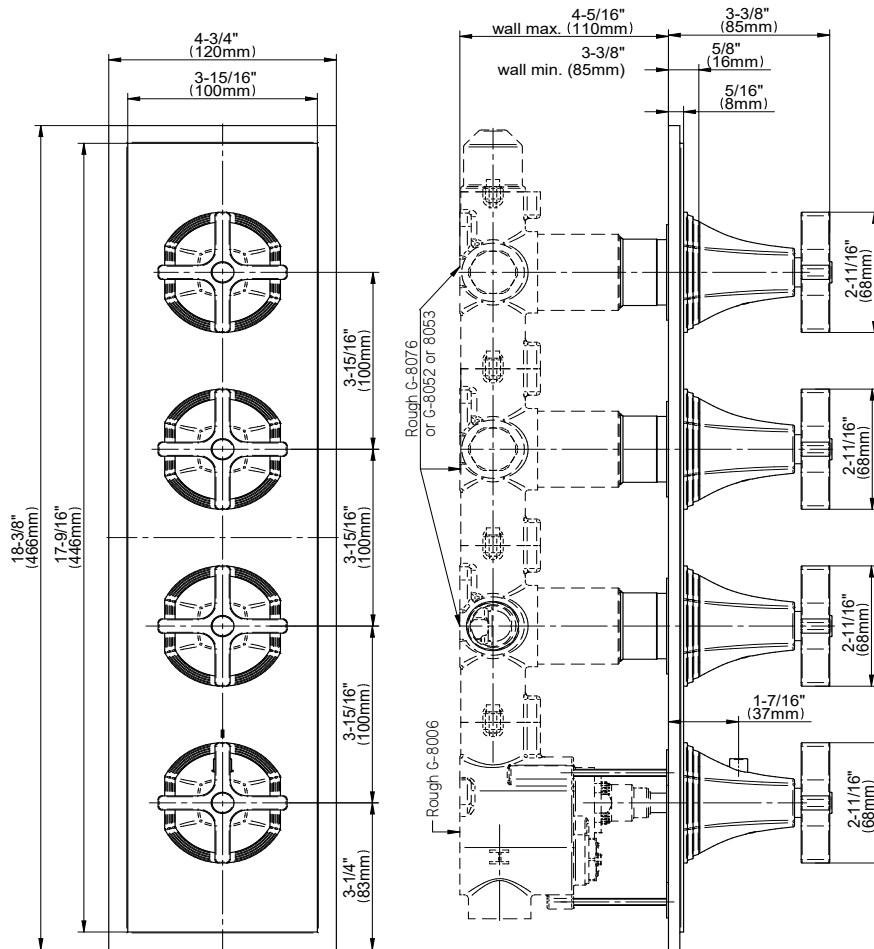 4-3/4"
(120mm)
3-15/16"
(100mm)
4-5/16"
wall max. (110mm)
3-3/8"
wall min. (85mm)
3-3/8"
(85mm)
5/8"
(16mm)
5/16"
(8mm)
18-3/8"
(466mm)
17-9/16"
(446mm)
3-15/16"
(100mm)
3-15/16"
(100mm)
3-15/16"
(100mm)
3-1/4"
(83mm)
Rough G-8076
or G-8052 or 8053
Rough G-8006
2-11/16"
(68mm)
2-11/16"
(68mm)
2-11/16"
(68mm)
1-7/16"
(37mm)
2-11/16"
(68mm)